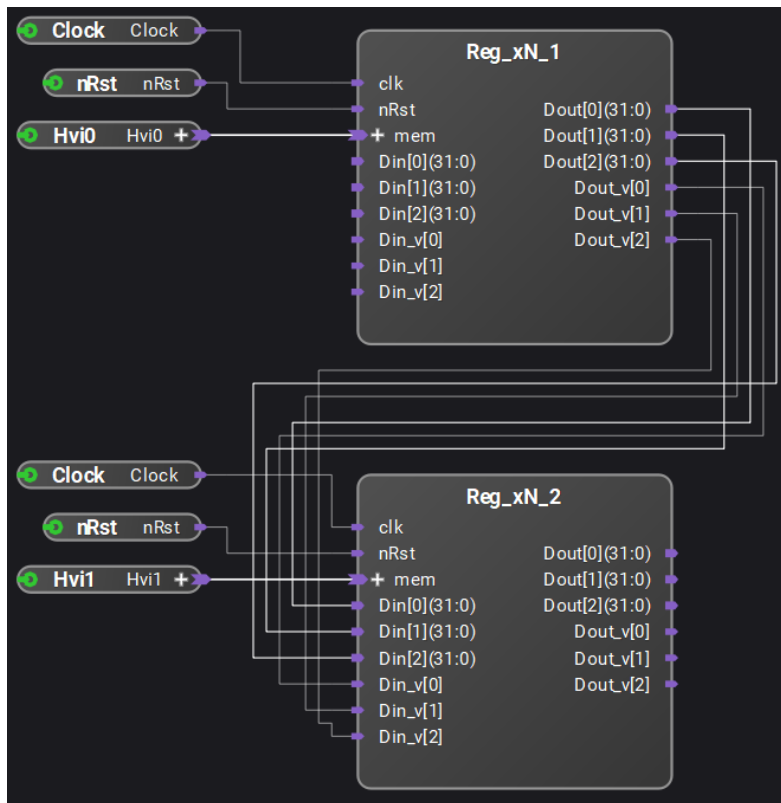 Clock Clock
nRst nRst
Hvi0 Hvi0
Reg_xN_1
clk
nRst Dout[0](31:0)
mem Dout[1](31:0)
Din[0](31:0) Dout[2](31:0)
Din[1](31:0) Dout_v[0]
Din[2](31:0) Dout_v[1]
Din_v[0] Dout_v[2]
Din_v[1]
Din_v[2]
Clock Clock
nRst nRst
Hvi1 Hvi1
Reg_xN_2
clk
nRst Dout[0](31:0)
mem Dout[1](31:0)
Din[0](31:0) Dout[2](31:0)
Din[1](31:0) Dout_v[0]
Din[2](31:0) Dout_v[1]
Din_v[0] Dout_v[2]
Din_v[1]
Din_v[2]